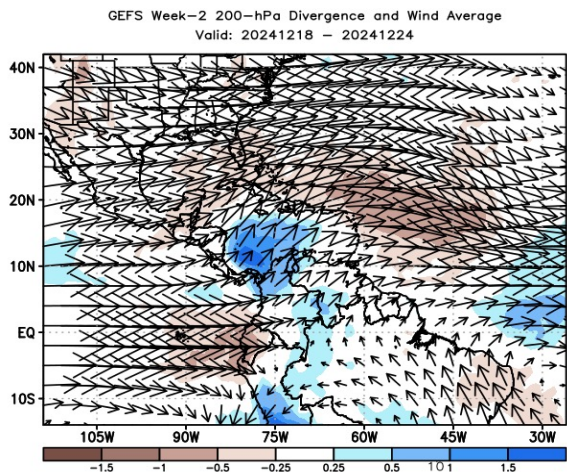 GEFS Week-2 200-hPa Divergence and Wind Average
Valid: 20241218 - 20241224
40N
30N
20N
10N
EQ
10S
105W 90W 75W 60W 45W 30W
-1.5 -1 -0.5 -0.25 0.25 0.5 101 1.5